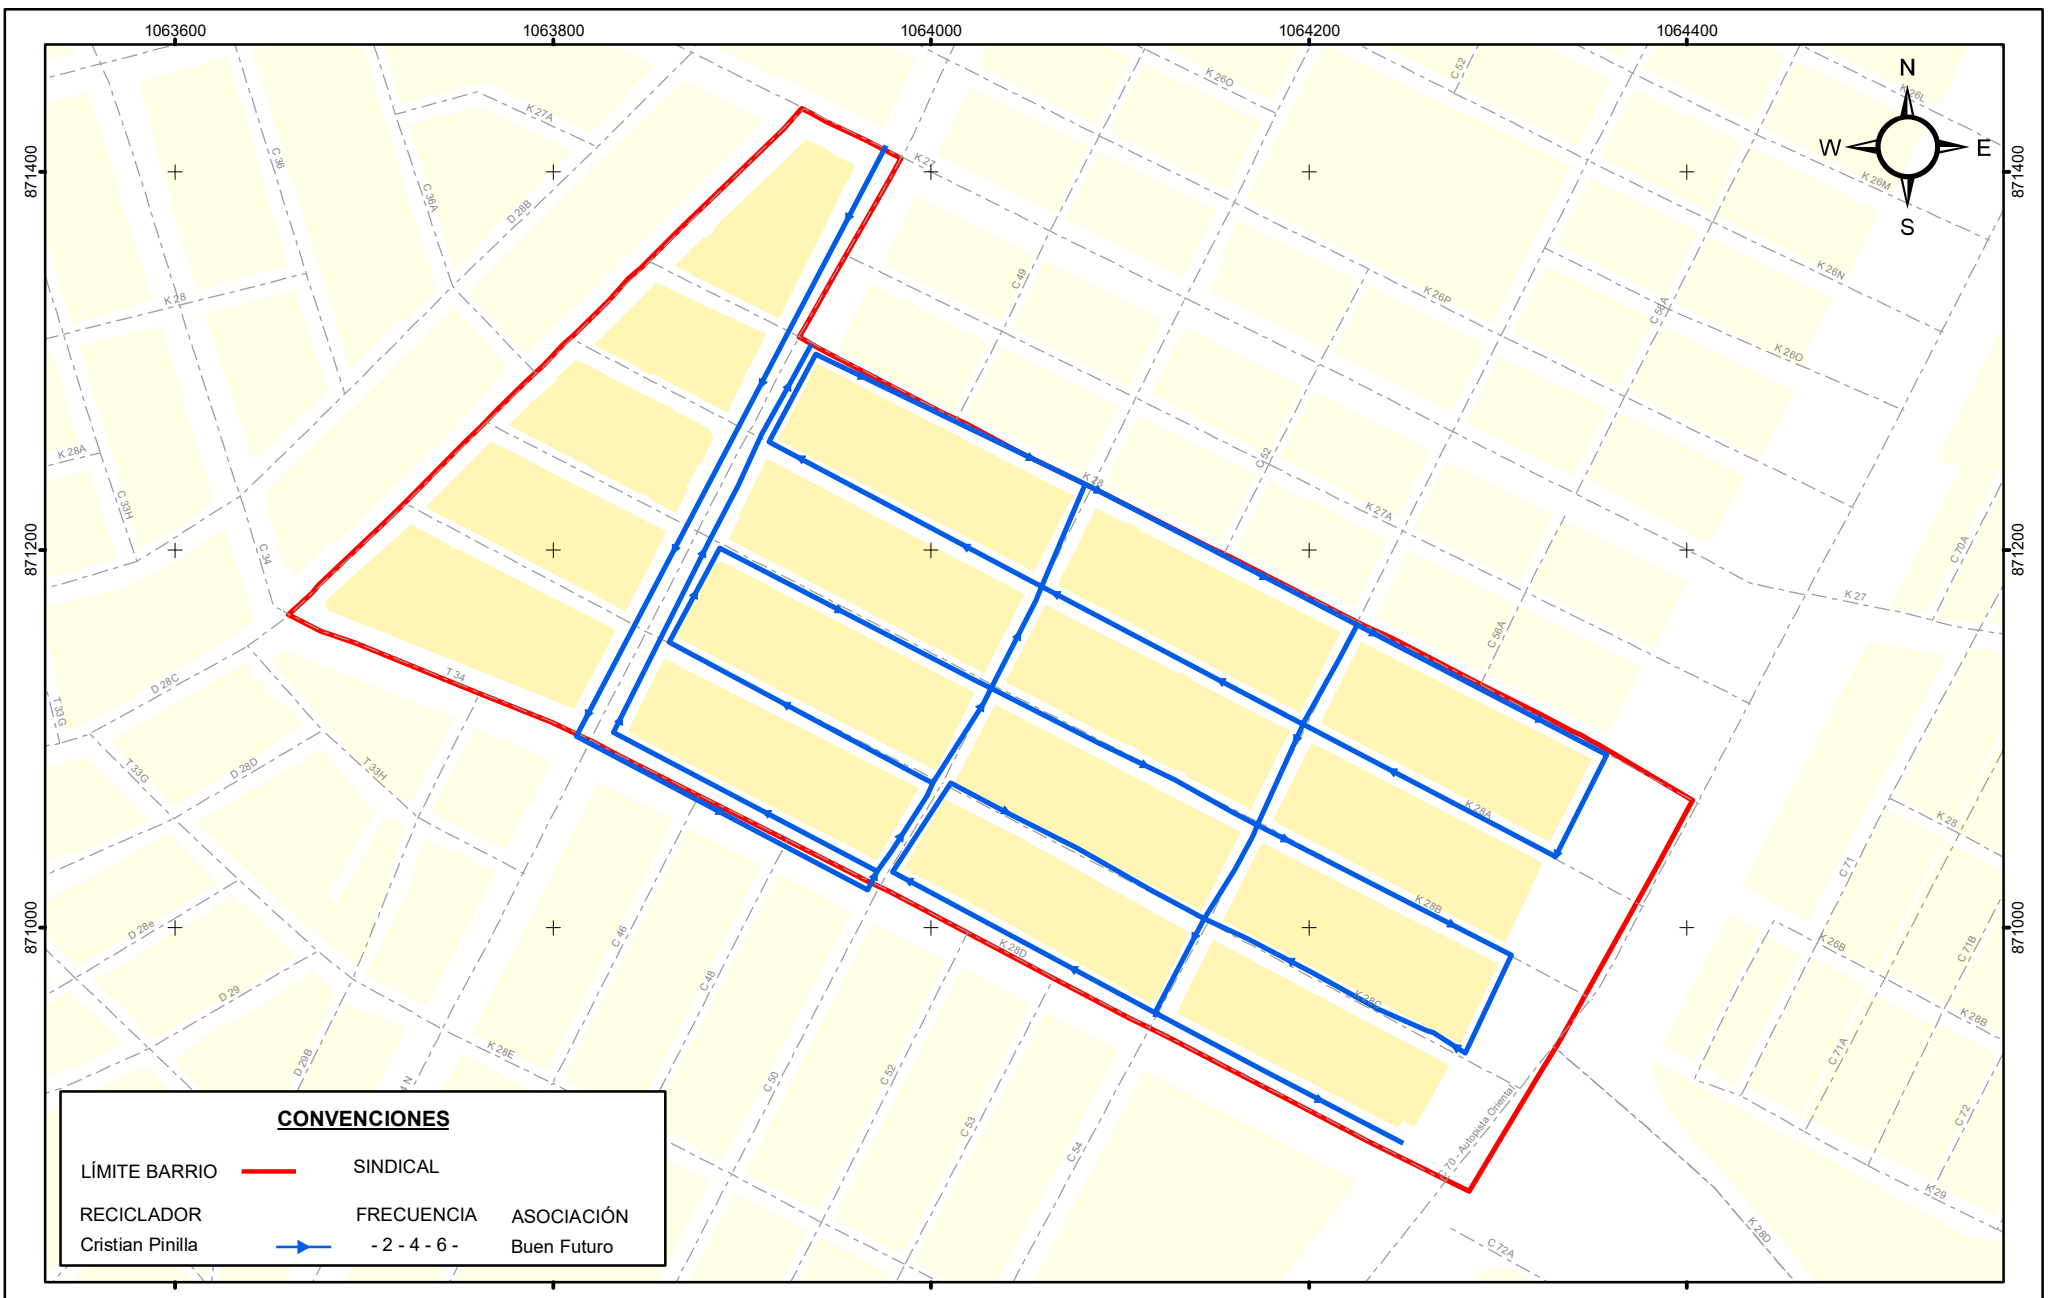 1063600
1063800
1064000
1064200
1064400
871400
871200
871000
871400
871200
871000
N
W
E
S
K 26O
C 52
K 26L
K 27A
C 36
C 36A
D 28B
K 27
K 26M
K 28
C 49
K 26P
C 56A
K 26N
K 26O
K 28A
C 33H
C 34
K 28
C 52
K 27A
C 70A
K 27
C 56A
D 28C
T 33G
T 34
T 33G
D 28D
T 33H
K 28A
K 28
C 71
D 28e
D 29
C 46
C 48
K 28D
K 28B
K 28C
K 26B
C 71B
K 28B
C 71A
D 29B
K 28E
C 50
C 52
C 53
C 54
C 70 - Autopista Oriental
C 72
K 29
K 28D
C 72A
CONVENCIONES
LÍMITE BARRIO SINDICAL
RECICLADOR FRECUENCIA ASOCIACIÓN
Cristian Pinilla - 2 - 4 - 6 - Buen Futuro